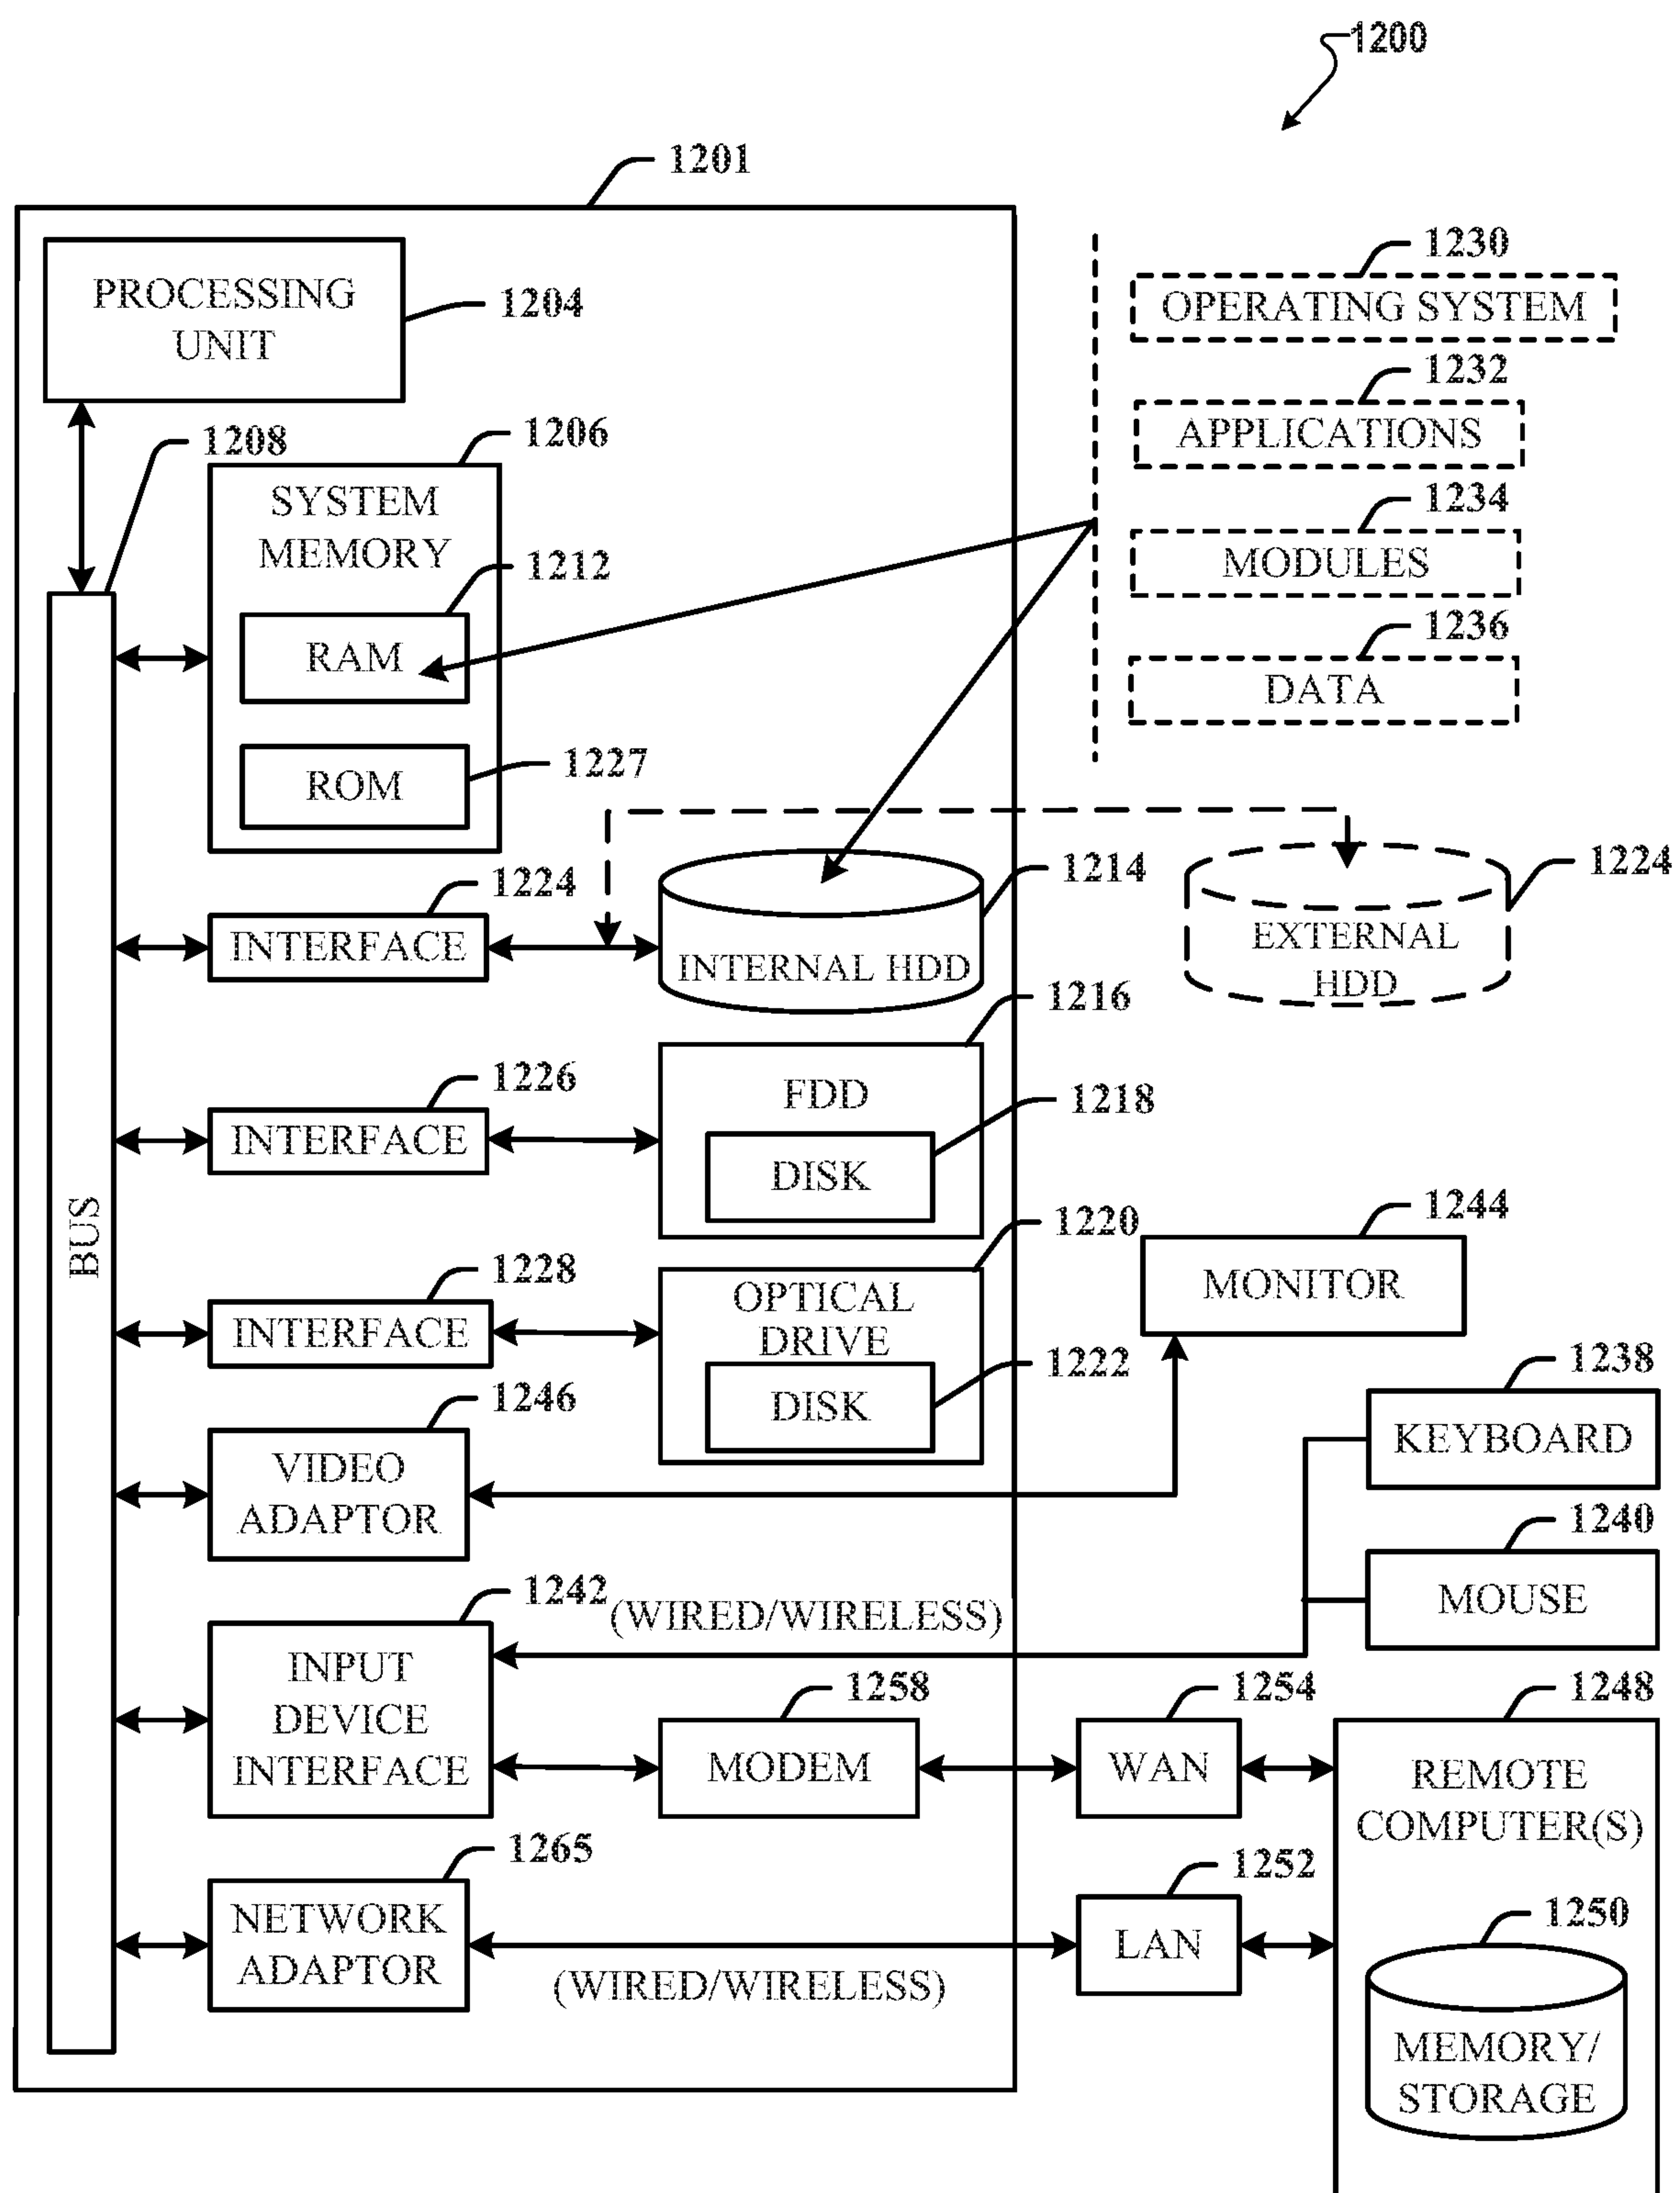 1200
1201
PROCESSING
UNIT
1204
1230
OPERATING SYSTEM
1232
APPLICATIONS
1234
MODULES
1236
DATA
1208
1206
SYSTEM
MEMORY
1212
RAM
ROM
1227
1224
INTERFACE
1214
INTERNAL HDD
1224
EXTERNAL
HDD
1226
INTERFACE
1216
FDD
1218
DISK
BUS
1228
INTERFACE
1220
OPTICAL
DRIVE
1222
DISK
1244
MONITOR
1246
VIDEO
ADAPTOR
1238
KEYBOARD
1240
MOUSE
1242
(WIRED/WIRELESS)
INPUT
DEVICE
INTERFACE
1258
MODEM
1254
WAN
1248
REMOTE
COMPUTER(S)
1265
NETWORK
ADAPTOR
(WIRED/WIRELESS)
1252
LAN
1250
MEMORY/
STORAGE